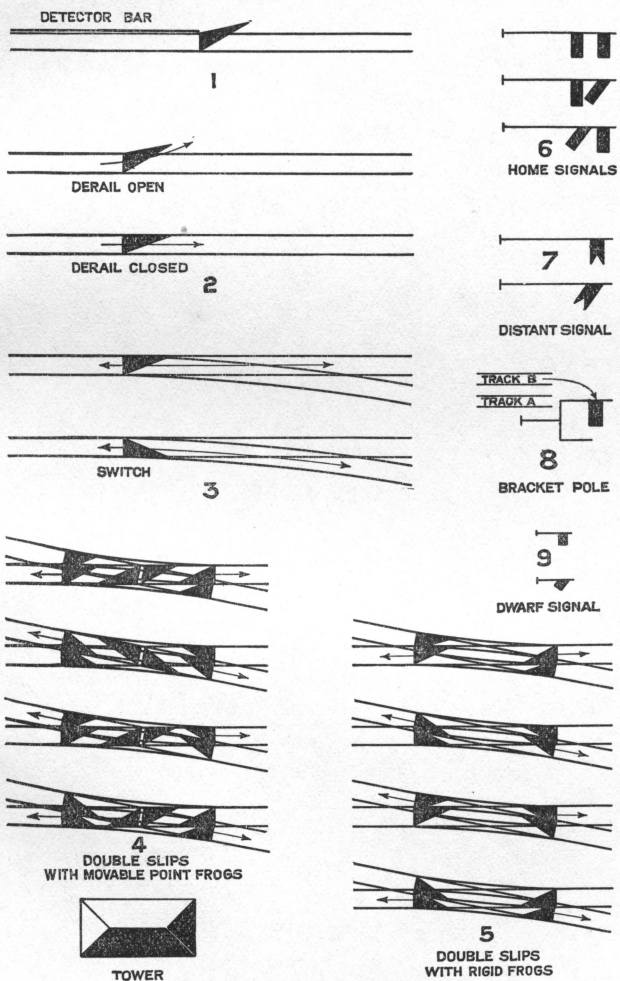 DETECTOR BAR
1
DERAIL OPEN
DERAIL CLOSED
2
SWITCH
3
4
DOUBLE SLIPS
WITH MOVABLE POINT FROGS
TOWER
6
HOME SIGNALS
7
DISTANT SIGNAL
TRACK B
TRACK A
8
BRACKET POLE
9
DWARF SIGNAL
5
DOUBLE SLIPS
WITH RIGID FROGS